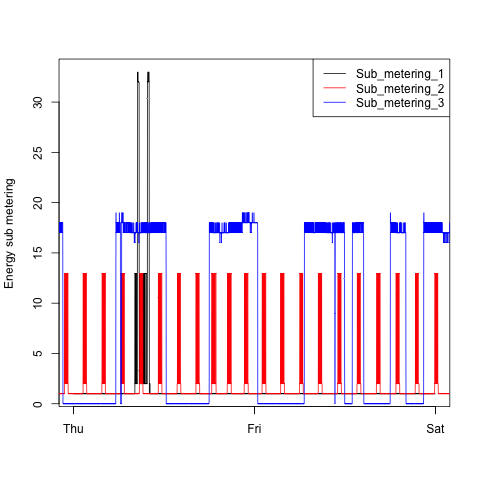 Sub_metering_1
Sub_metering_2
Sub_metering_3
Energy sub metering
30
25
20
15
10
5
0
Thu Fri Sat